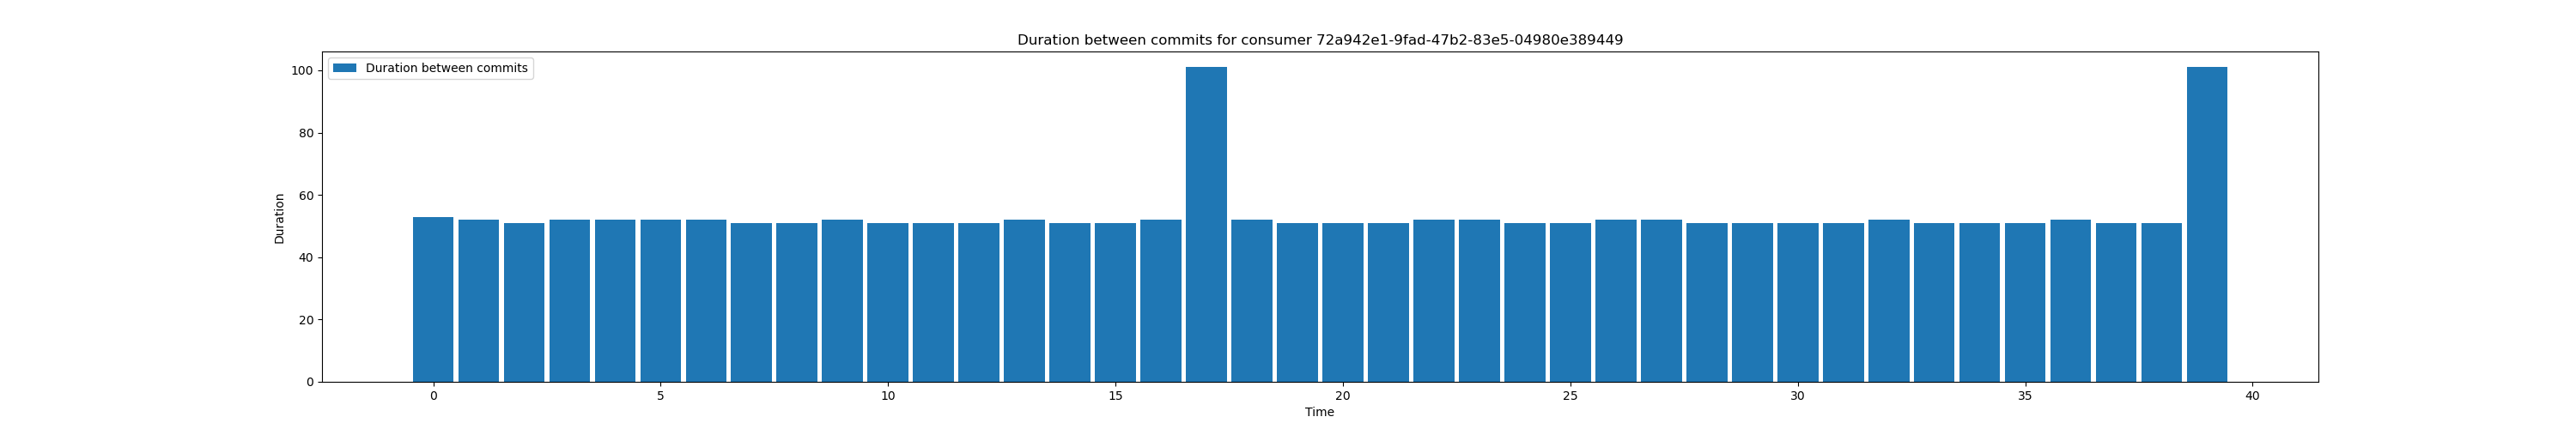 Duration between commits for consumer 72a942e1-9fad-47b2-83e5-04980e389449
Duration between commits
100
80
60
40
20
0
Duration
0 5 10 15 20 25 30 35 40
Time